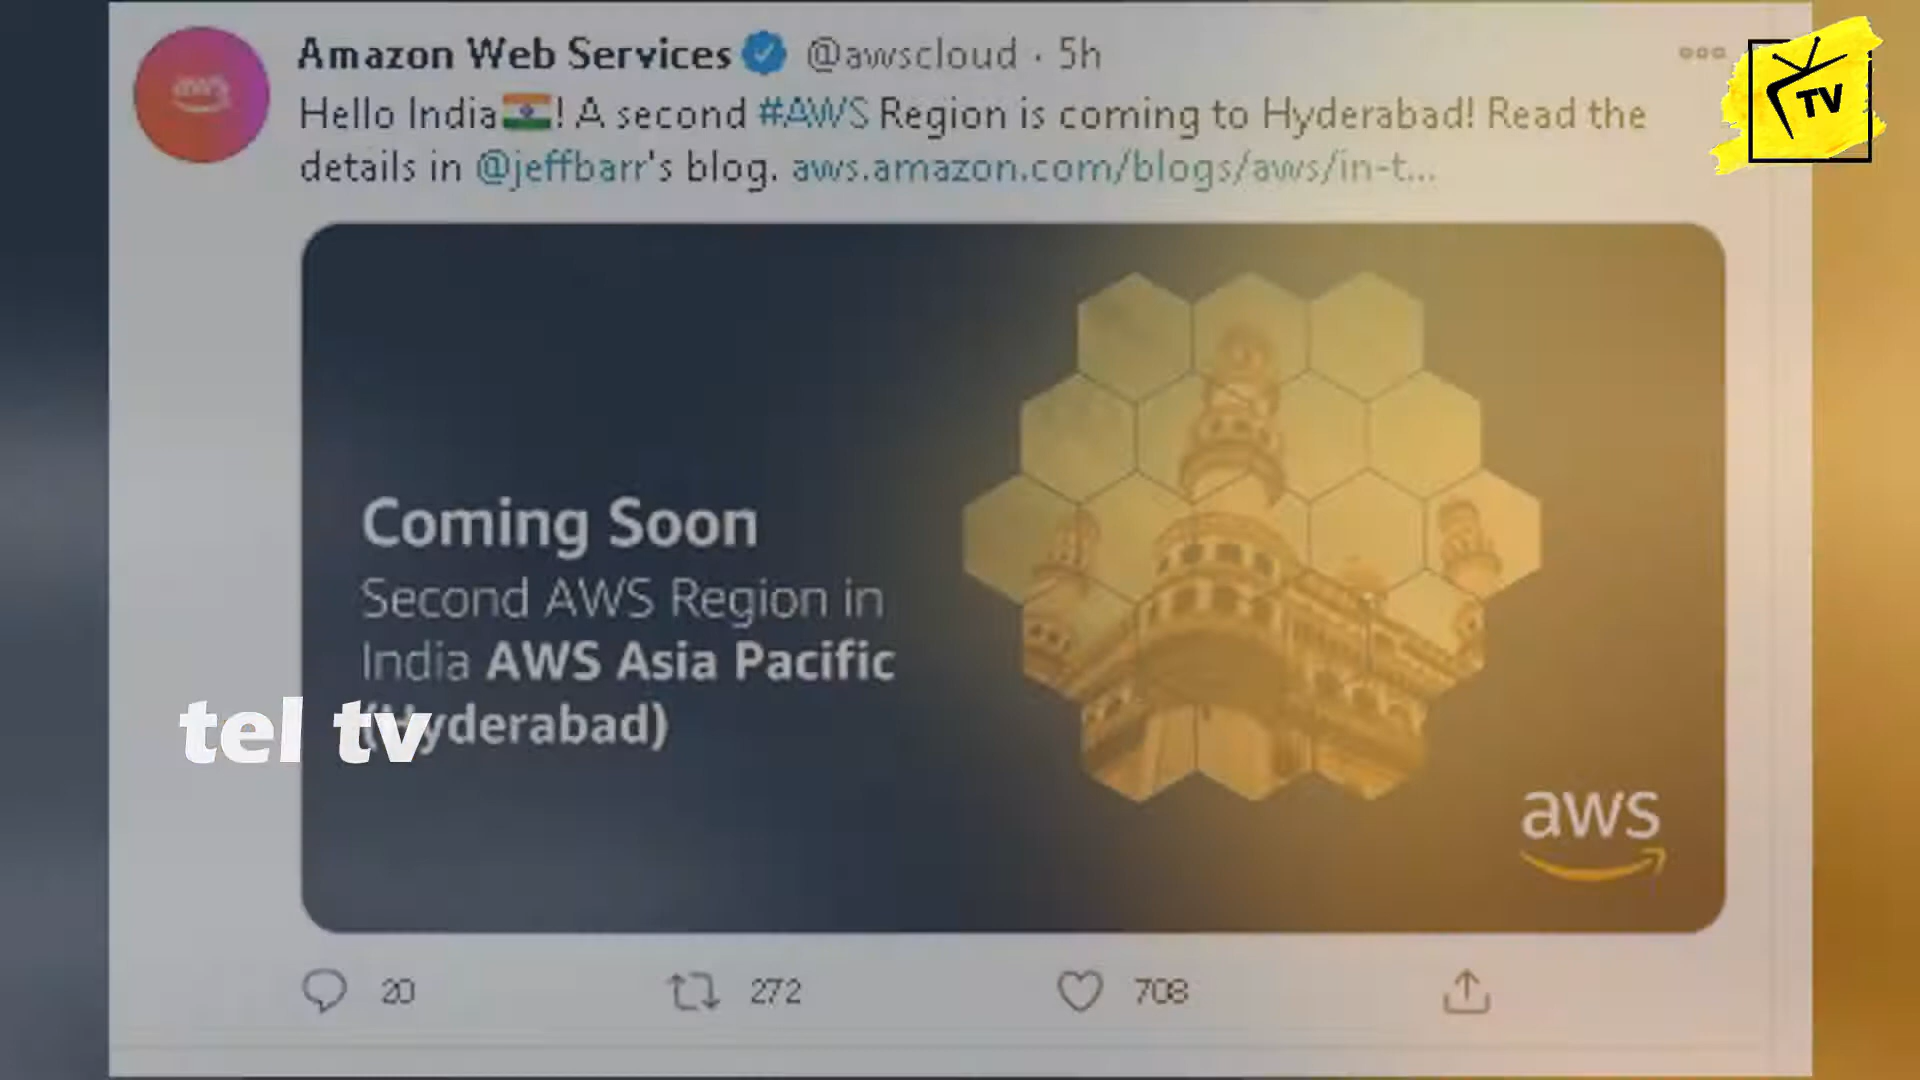 aws
Amazon Web Services @awscloud · 5h
Hello India🇮🇳! A second #AWS Region is coming to Hyderabad! Read the
details in @jeffbarr's blog. aws.amazon.com/blogs/aws/in-t...
TV
Coming Soon
Second AWS Region in
India AWS Asia Pacific
(Hyderabad)
tel tv
aws
20 272 708